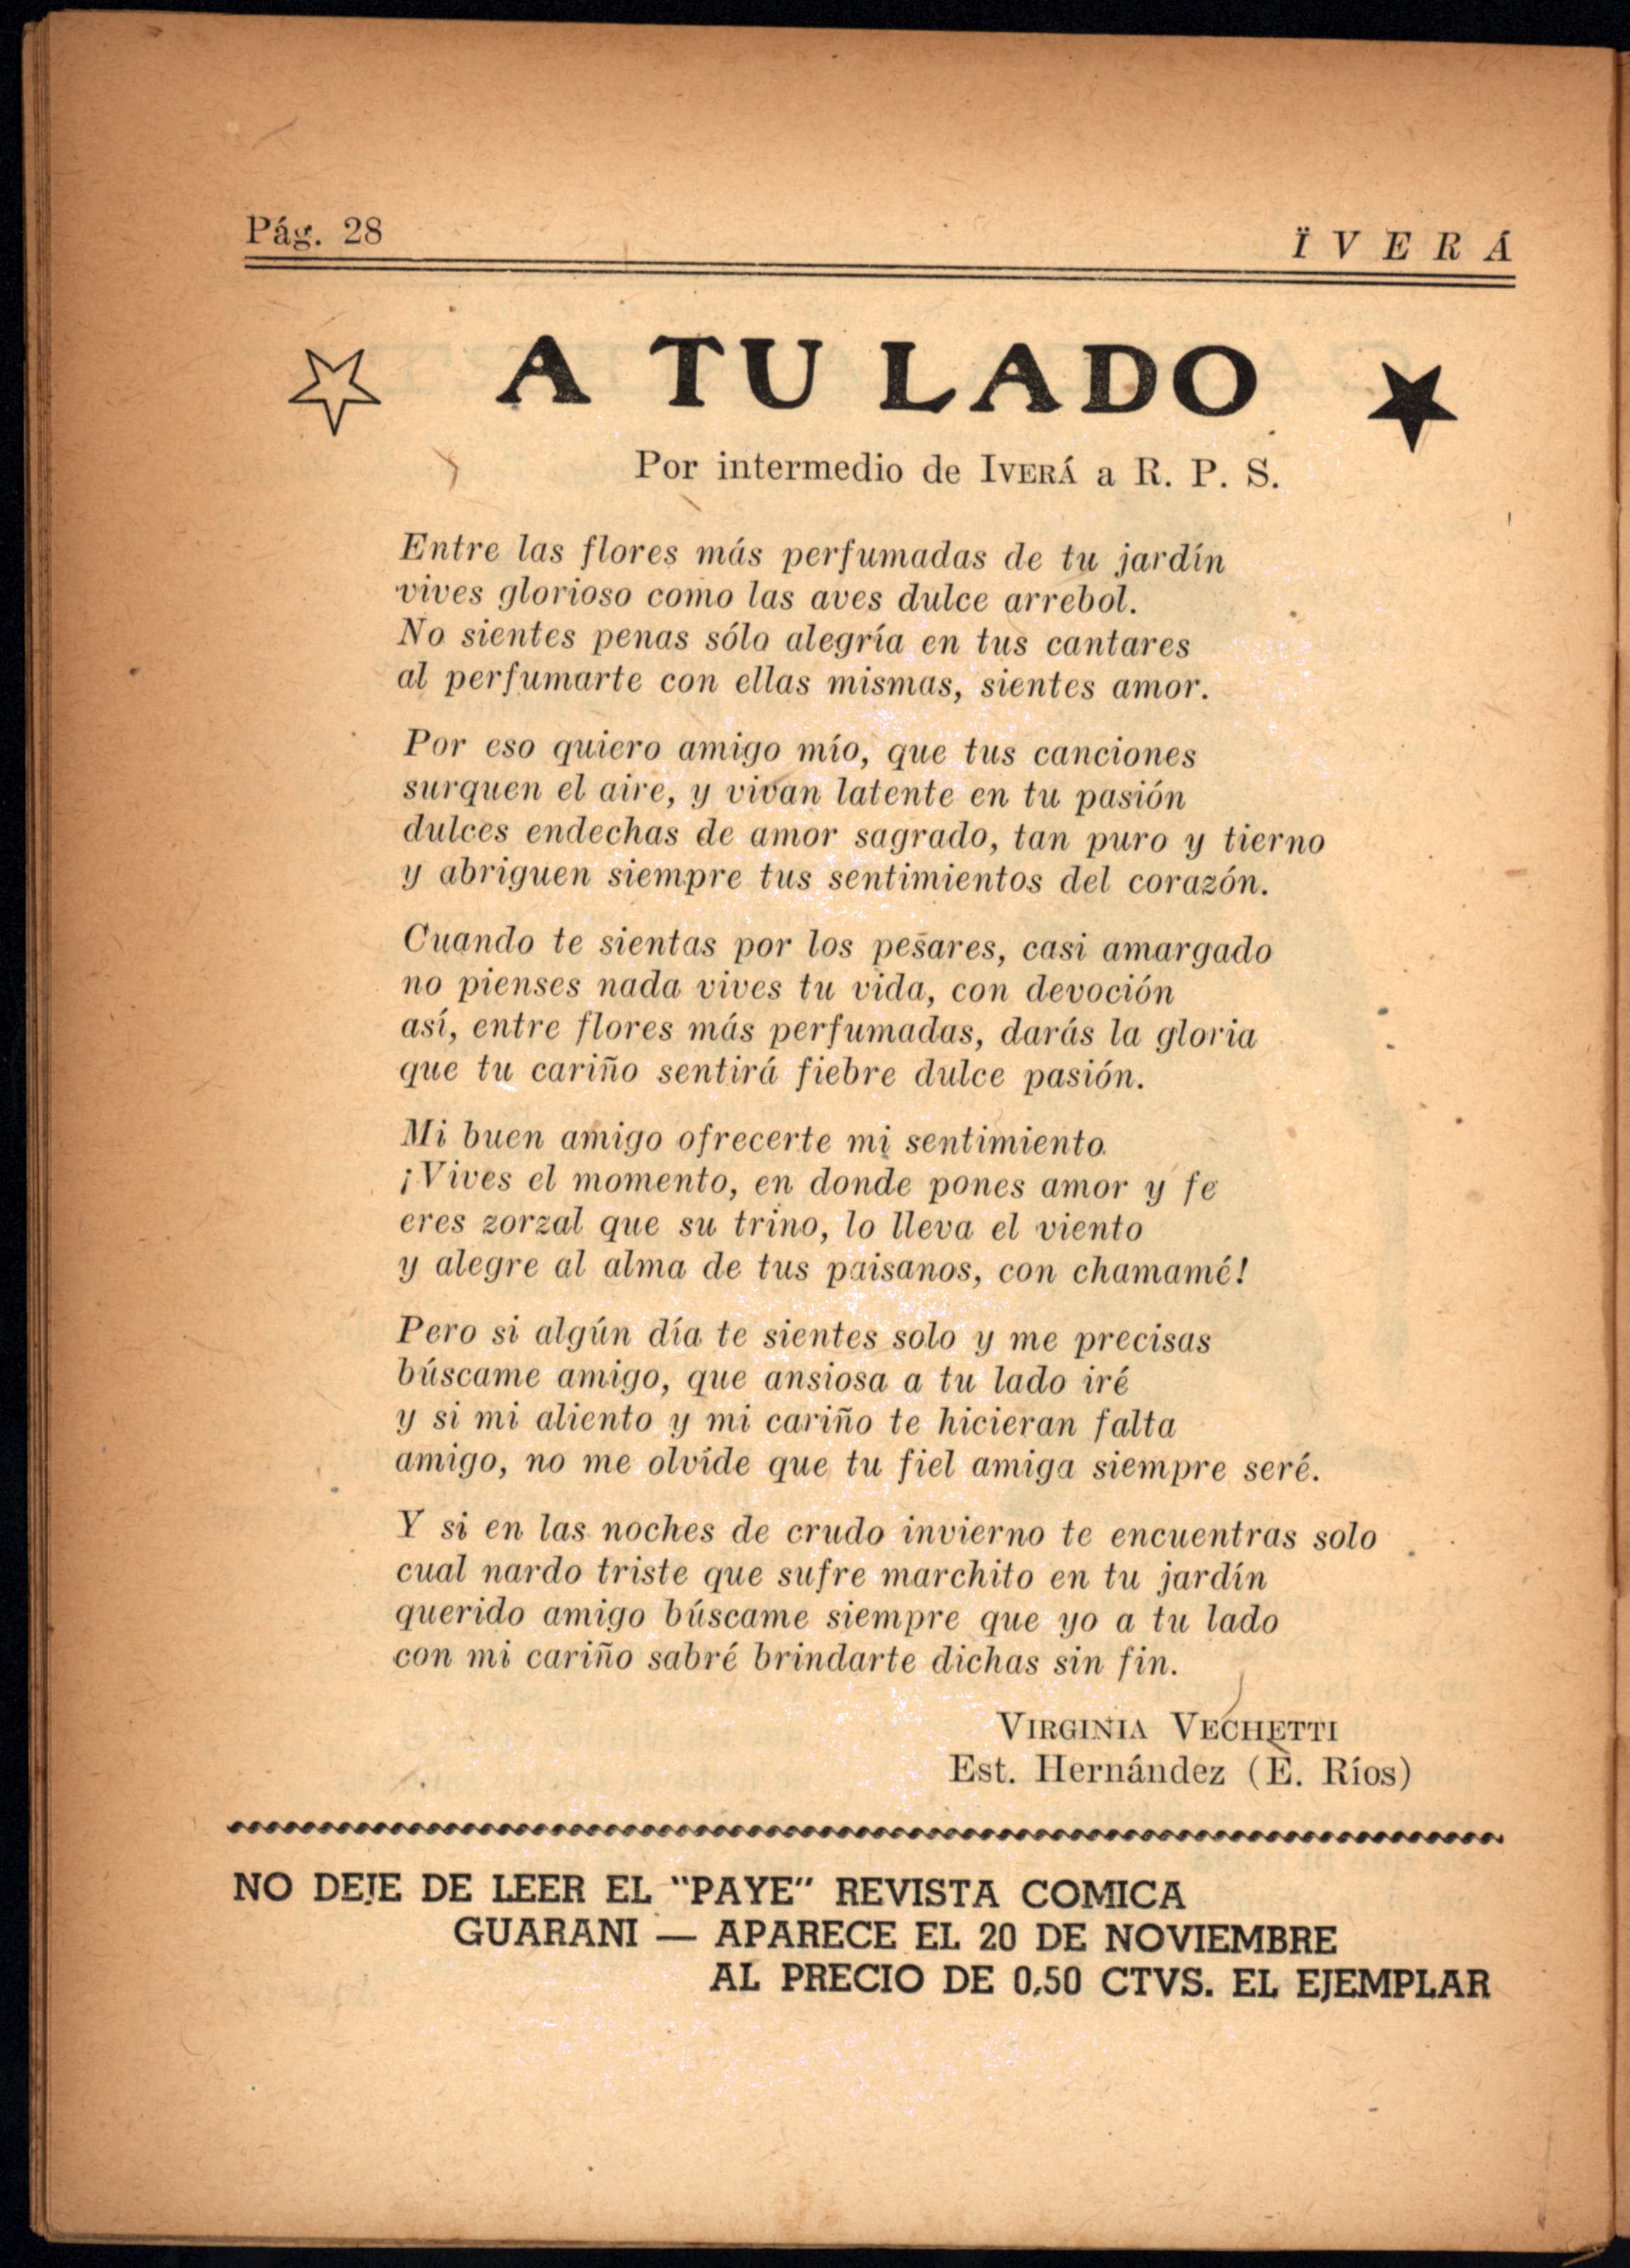 Pág. 28
ÏVERÁ
A TU LADO
Por intermedio de IVERÁ a R. P. S.
Entre las flores más perfumadas de tu jardín
vives glorioso como las aves dulce arrebol.
No sientes penas sólo alegría en tus cantares
al perfumarte con ellas mismas, sientes amor.
Por eso quiero amigo mío, que tus canciones
surquen el aire, y vivan latente en tu pasión
dulces endechas de amor sagrado, tan puro y tierno
y abriguen siempre tus sentimientos del corazón.
Cuando te sientas por los pesares, casi amargado
no pienses nada vives tu vida, con devoción
así, entre flores más perfumadas, darás la gloria
que tu cariño sentirá fiebre dulce pasión.
Mi buen amigo ofrecerte mi sentimiento
¡Vives el momento, en donde pones amor y fe
eres zorzal que su trino, lo lleva el viento
y alegre al alma de tus paisanos, con chamamé!
Pero si algún día te sientes solo y me precisas
búscame amigo, que ansiosa a tu lado iré
y si mi aliento y mi cariño te hicieran falta
amigo, no me olvide que tu fiel amiga siempre seré.
Y si en las noches de crudo invierno te encuentras solo
cual nardo triste que sufre marchito en tu jardín
querido amigo búscame siempre que yo a tu lado
con mi cariño sabré brindarte dichas sin fin.
VIRGINIA VECHETTI
Est. Hernández (E. Ríos)
NO DEJE DE LEER EL "PAYE" REVISTA COMICA
GUARANI — APARECE EL 20 DE NOVIEMBRE
AL PRECIO DE 0,50 CTVS. EL EJEMPLAR